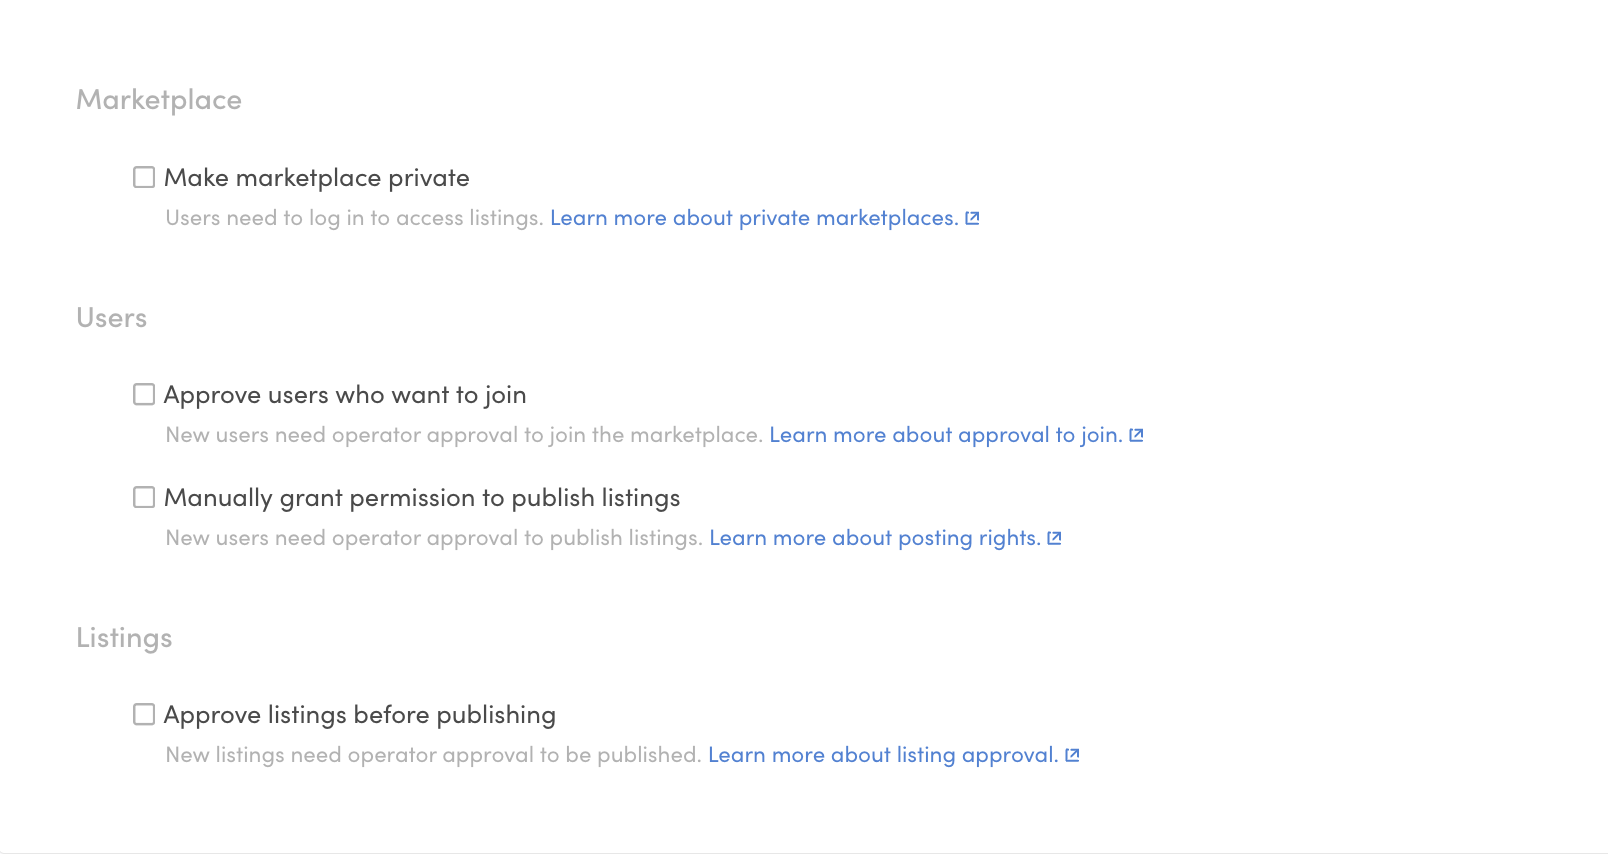 Marketplace
Make marketplace private
Users need to log in to access listings. Learn more about private marketplaces.
Users
Approve users who want to join
New users need operator approval to join the marketplace. Learn more about approval to join.
Manually grant permission to publish listings
New users need operator approval to publish listings. Learn more about posting rights.
Listings
Approve listings before publishing
New listings need operator approval to be published. Learn more about listing approval.